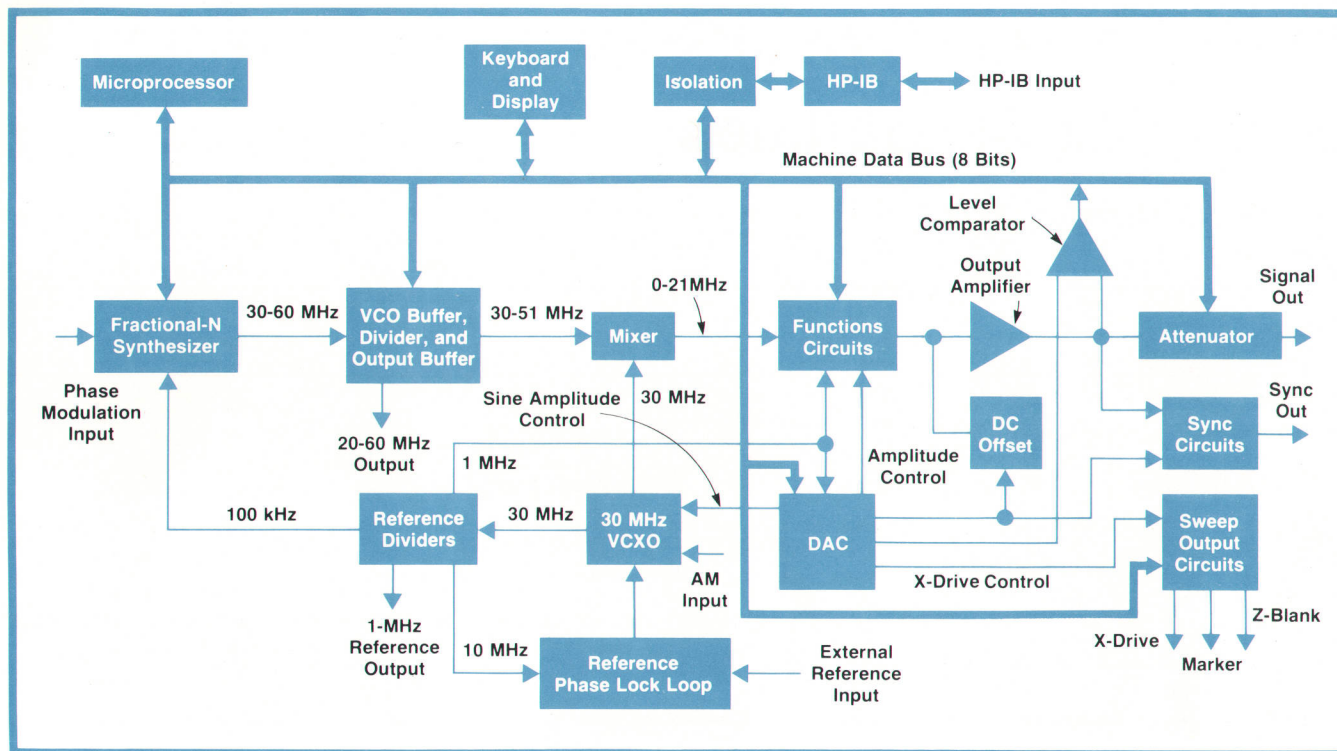 Microprocessor
Keyboard
and
Display
Isolation
HP-IB
HP-IB Input
Machine Data Bus (8 Bits)
Level
Comparator
Output
Amplifier
0-21MHz
Signal
Out
Fractional-N
Synthesizer
30-60 MHz
VCO Buffer,
Divider, and
Output Buffer
30-51 MHz
Mixer
Functions
Circuits
Attenuator
Phase
Modulation
Input
20-60 MHz
Output
30 MHz
Sine Amplitude
Control
1 MHz
Amplitude
Control
DC
Offset
Sync
Circuits
Sync
Out
100 kHz
Reference
Dividers
30 MHz
30 MHz
VCXO
AM
Input
DAC
X-Drive Control
Sweep
Output
Circuits
1-MHz
Reference
Output
10 MHz
Reference
Phase Lock Loop
External
Reference
Input
X-Drive
Marker
Z-Blank